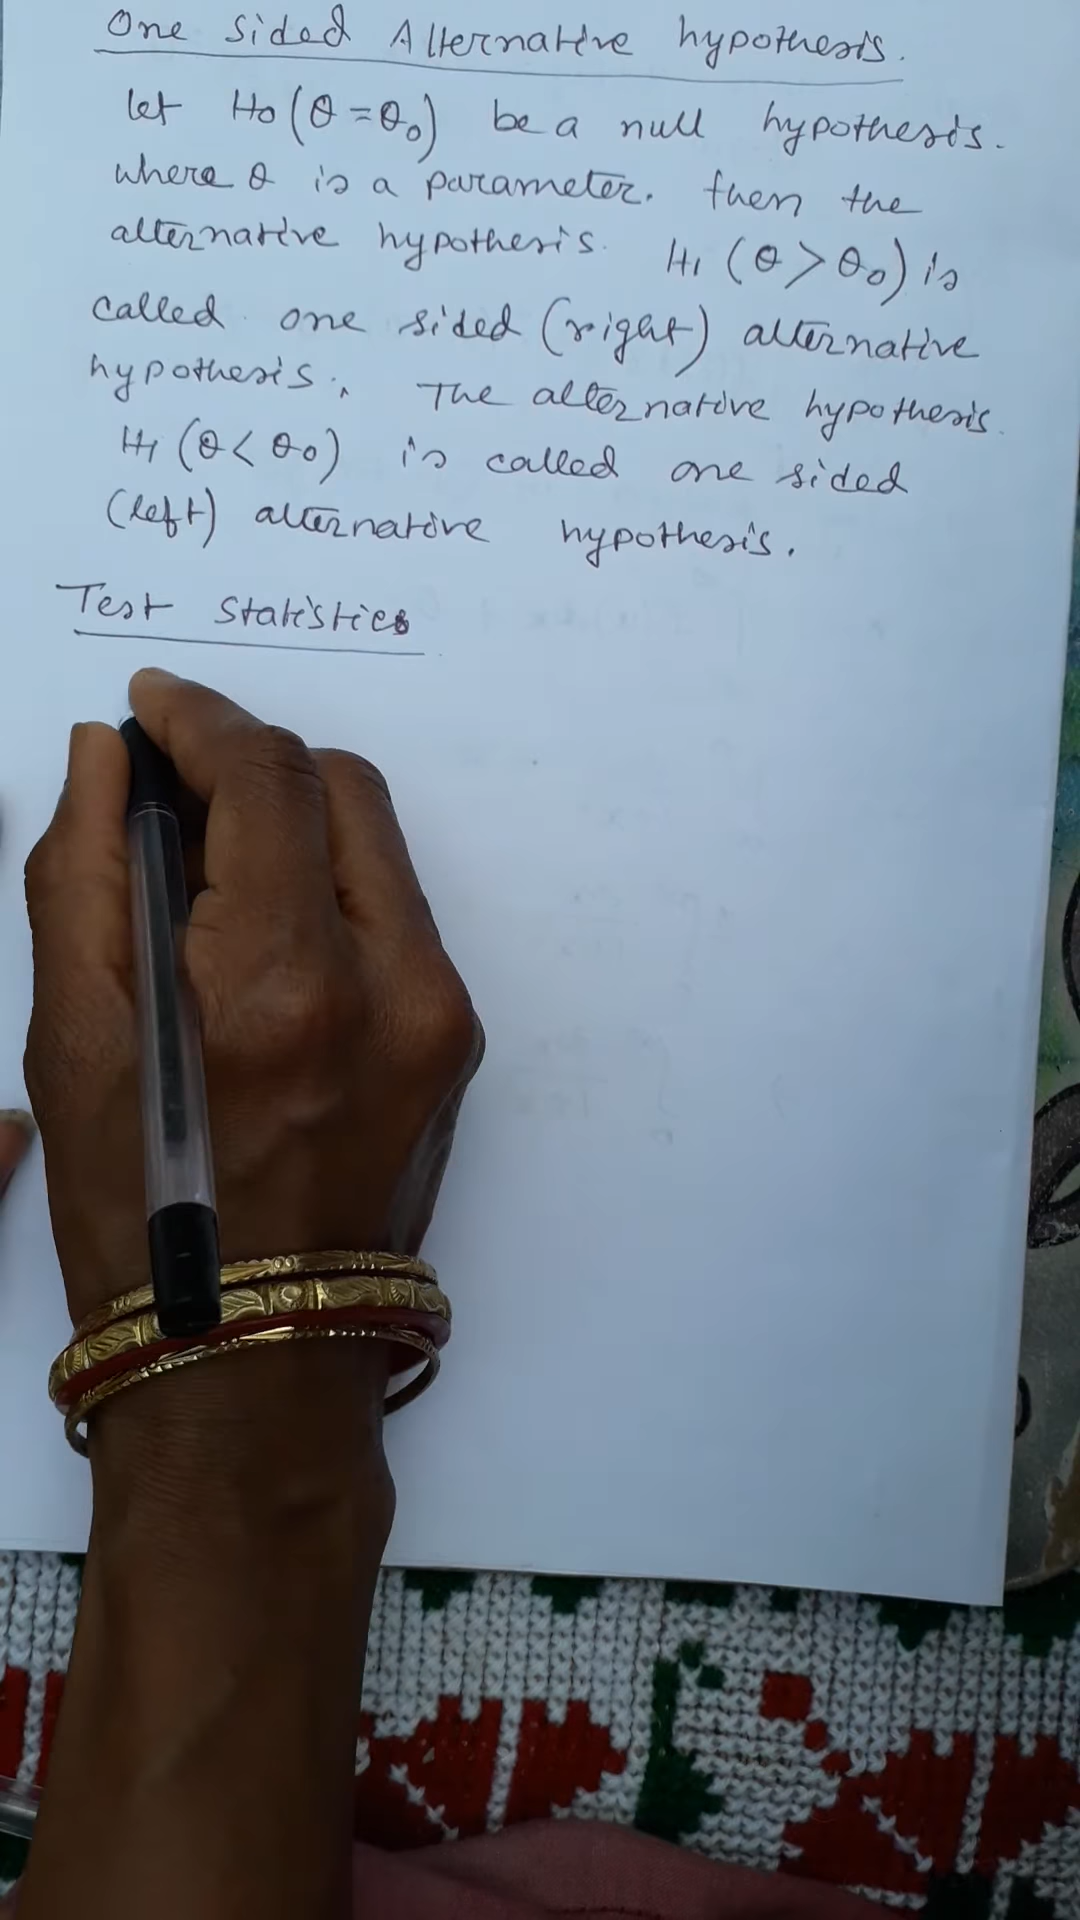 One Sided Alternative hypothesis.
let H0 (θ = θ0) be a null hypothesis.
where θ is a parameter. then the
alternative hypothesis. H1 (θ > θ0) is
called one sided (right) alternative
hypothesis. The alternative hypothesis.
H1 (θ < θ0) is called one sided
(left) alternative hypothesis.
Test Statistics